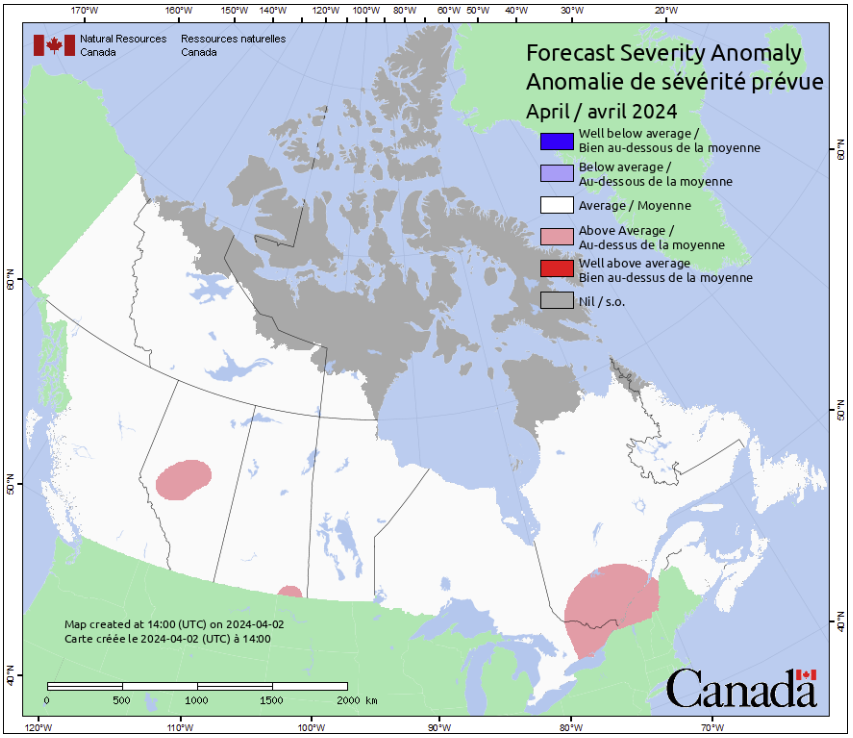 170°W 160°W 150°W 140°W 120°W 110°W 100°W 90°W 80°W 60°W 50°W 40°W 30°W 20°W
Natural Resources Canada
Ressources naturelles Canada
Forecast Severity Anomaly
Anomalie de sévérité prévue
April / avril 2024
Well below average /
Bien au-dessous de la moyenne
Below average /
Au-dessous de la moyenne
Average / Moyenne
Above Average /
Au-dessus de la moyenne
Well above average
Bien au-dessus de la moyenne
Nil / s.o.
60°N
60°N
50°N
50°N
40°N
40°N
Map created at 14:00 (UTC) on 2024-04-02
Carte créée le 2024-04-02 (UTC) à 14:00
0 500 1000 1500 2000 km
Canada
120°W 110°W 100°W 90°W 80°W 70°W